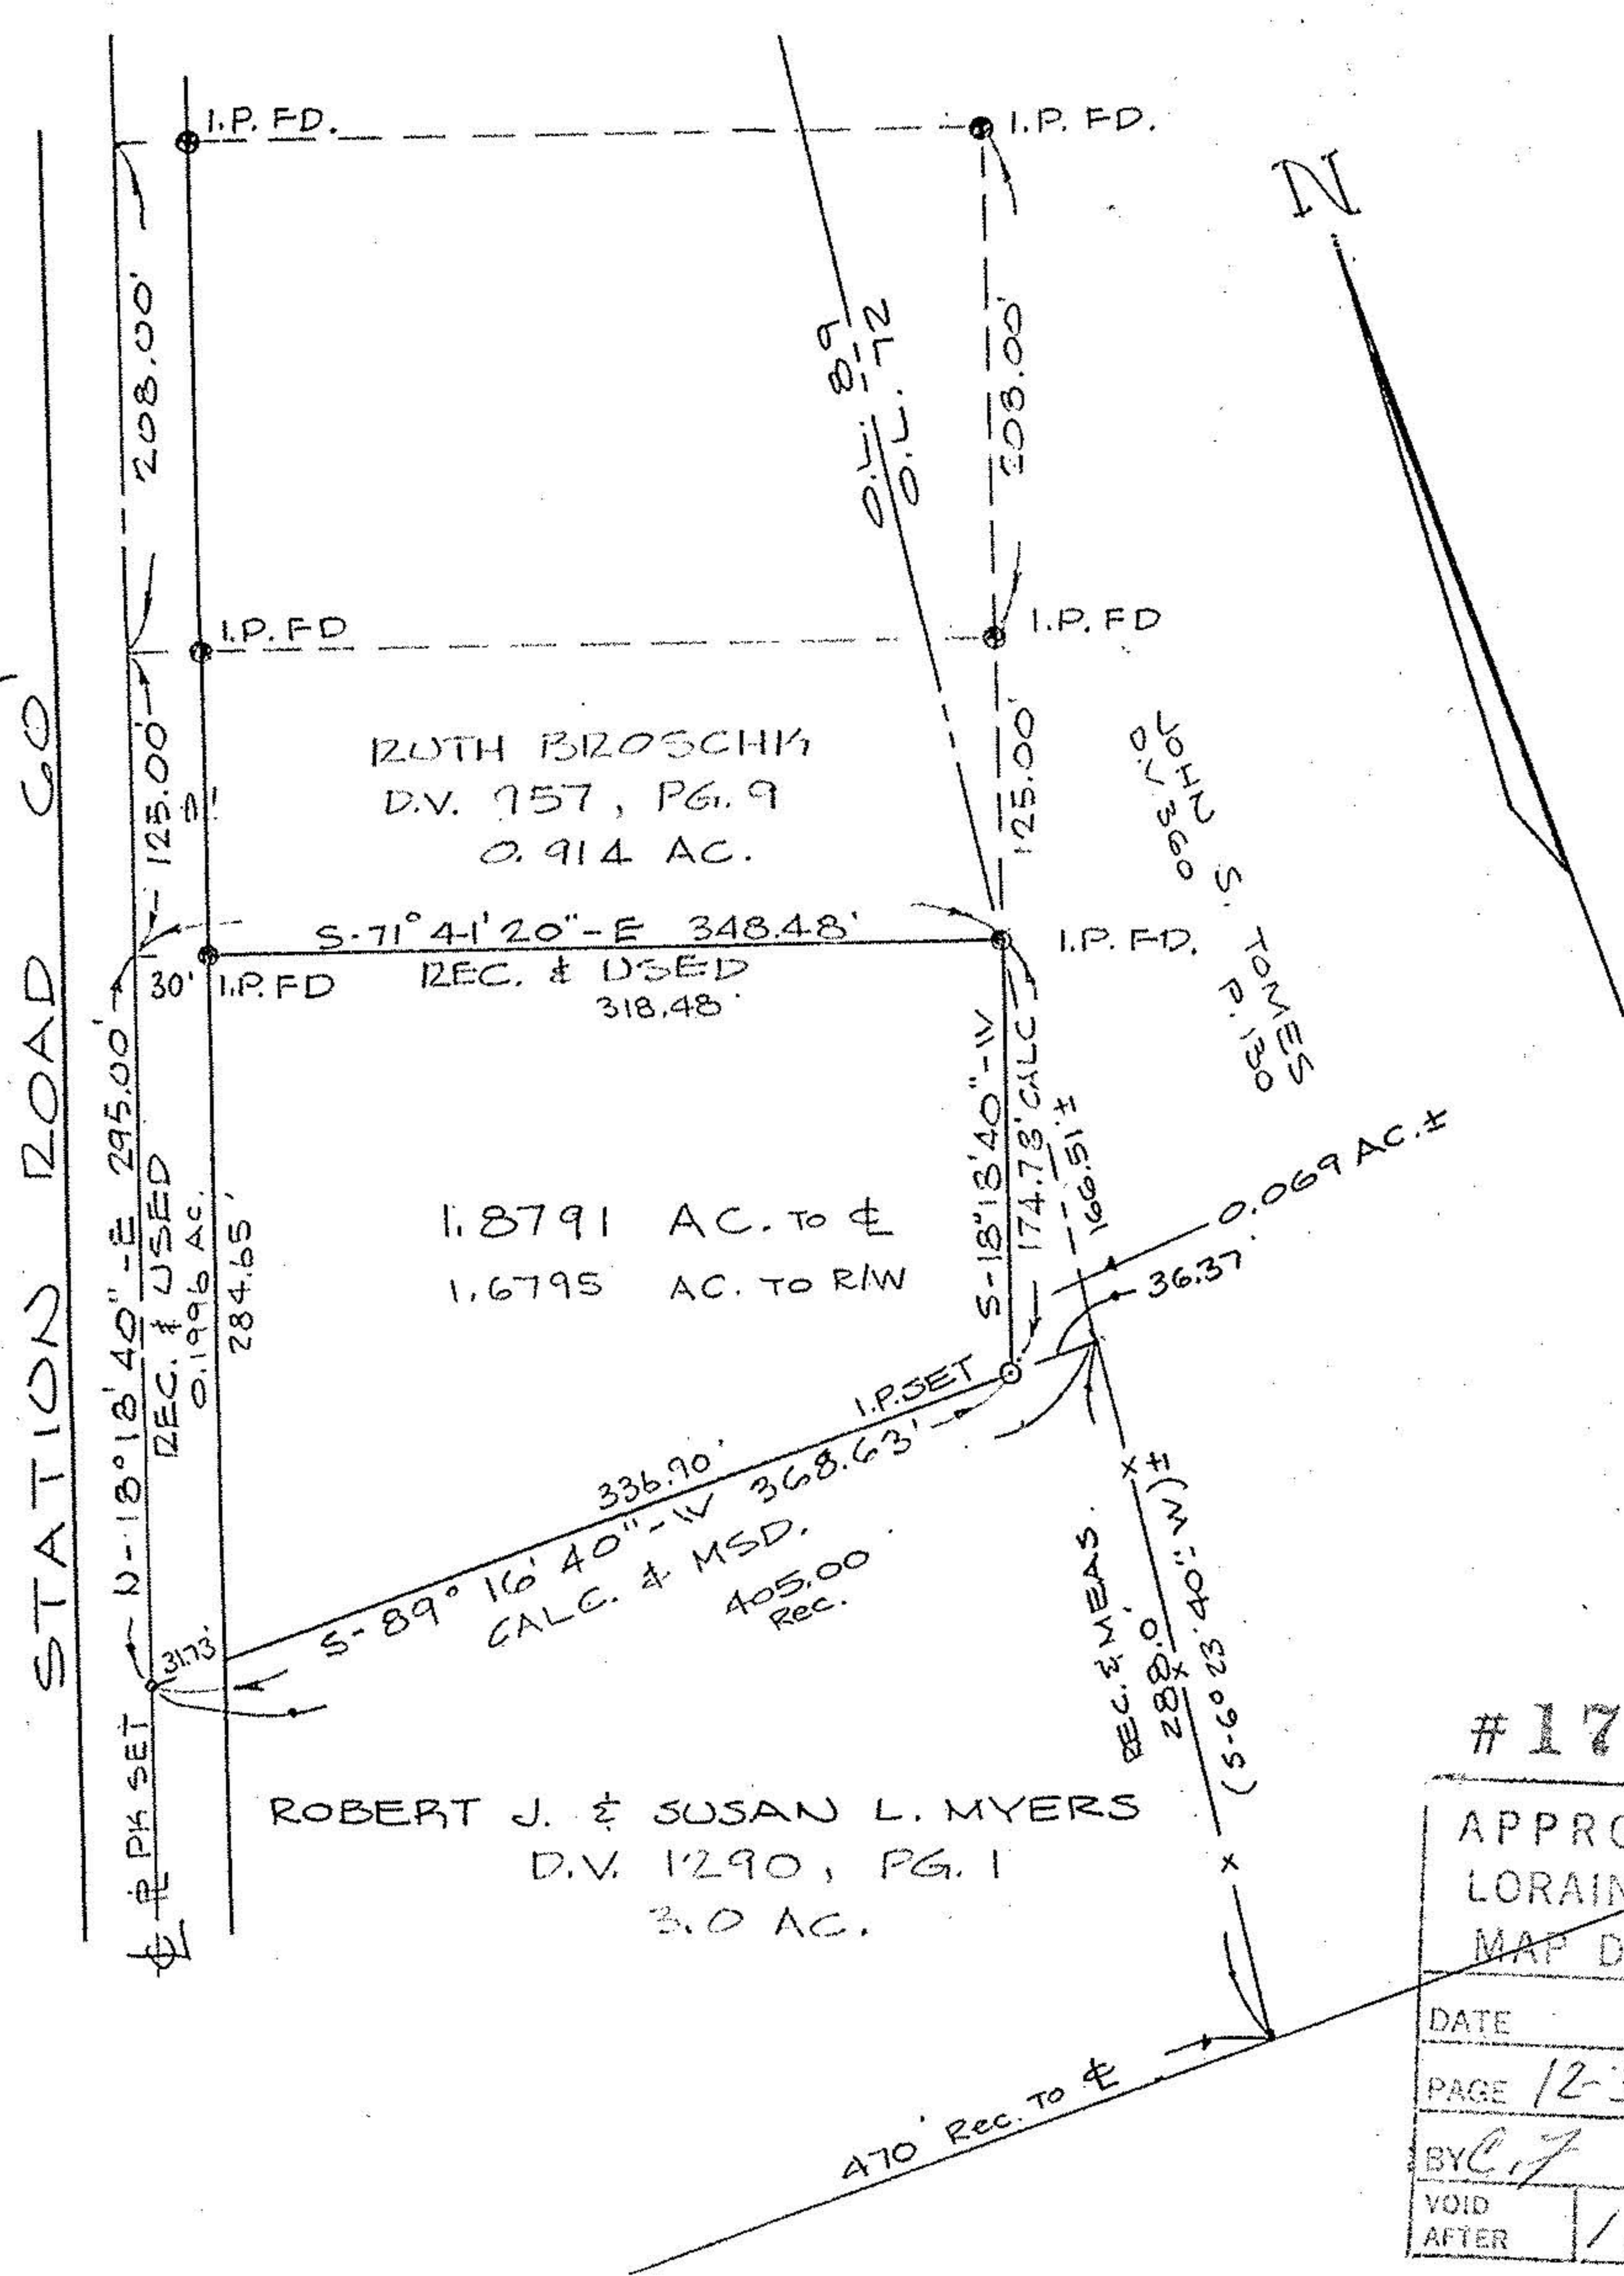 I.P. FD.
I.P. FD.
N
208.00'
208.00'
O.L. 89
O.L. 72
I.P. FD
I.P. FD
STATION ROAD 60'
125.00'
125.00'
RUTH BROSCHK
D.V. 957, PG. 9
0.914 AC.
JOHN S. TOMES
D.V 360 P. 130
S-71°41'20"-E 348.48'
REC. & USED
318.48'
30'
I.P. FD
I.P. FD.
N-18°18'40"-E 295.00'
REC. & USED
0.1996 AC.
284.65'
S-18°18'40"-W
174.78' CALC
166.51'±
1.8791 AC. TO ℄
1.6795 AC. TO R/W
0.069 AC.±
36.37'
I.P. SET
336.90'
S-89°16'40"-W 368.63'
CALC. & MSD.
405.00'
Rec.
31.73'
REC. & MEAS.
288.0'
(S-6°23'40"-W)±
℄ PK SET
℄
ROBERT J. & SUSAN L. MYERS
D.V. 1290, PG. 1
3.0 AC.
470' Rec. TO ℄
#17
APPRO
LORAIN
MAP D
DATE
PAGE 12-
BY C.F
VOID
AFTER